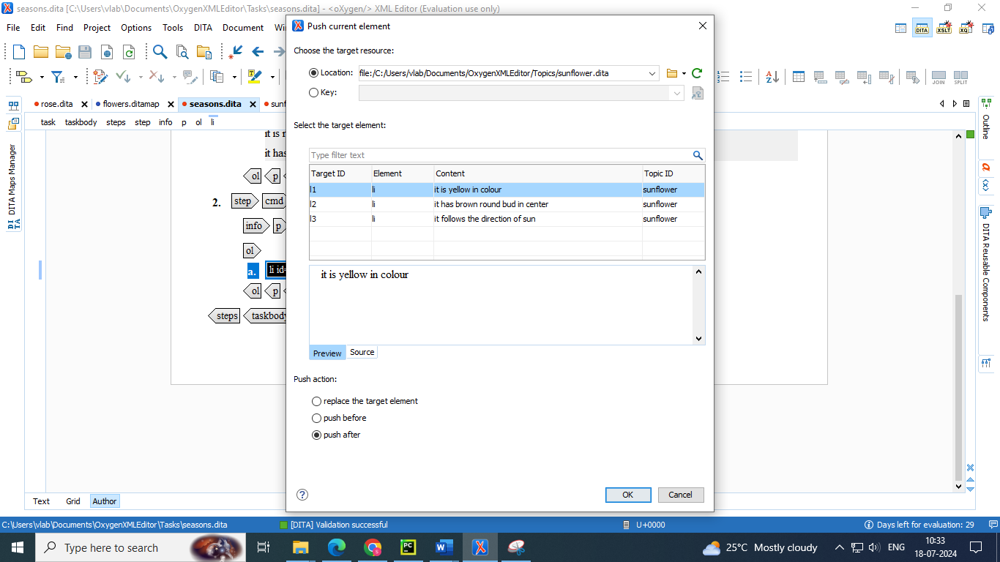 seasons.dita [C:\Users\vlab\Documents\OxygenXMLEditor\Tasks\seasons.dita] - <oXygen/> XML Editor (Evaluation use only)
File Edit Find Project Options Tools DITA Document
Push current element
Choose the target resource:
Location: file:/C:/Users/vlab/Documents/OxygenXMLEditor/Topics/sunflower.dita
Key:
DITA XSLT XQ
JOIN SPLIT
rose.dita flowers.ditamap seasons.dita
task taskbody steps step info p ol li
Select the target element:
Type filter text
Target ID Element Content Topic ID
l1 li it is yellow in colour sunflower
l2 li it has brown round bud in center sunflower
l3 li it follows the direction of sun sunflower
it has
ol p
2. step cmd
info p
ol
a. li id=
ol p
steps taskbody
it is yellow in colour
Preview Source
Push action:
replace the target element
push before
push after
OK Cancel
DITA Maps Manager
Outline
DITA Reusable Components
Text Grid Author
C:\Users\vlab\Documents\OxygenXMLEditor\Tasks\seasons.dita [DITA] Validation successful U+0000 Days left for evaluation: 29
Type here to search
25°C Mostly cloudy ENG
10:33
18-07-2024